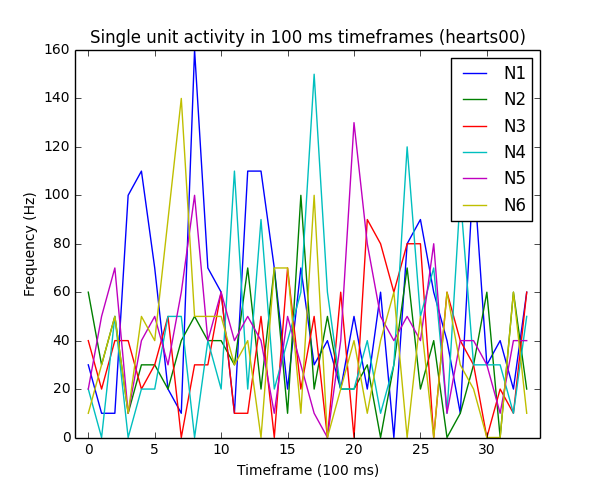 Single unit activity in 100 ms timeframes (hearts00)
160
140
120
100
80
60
40
20
0
Frequency (Hz)
N1
N2
N3
N4
N5
N6
0 5 10 15 20 25 30
Timeframe (100 ms)